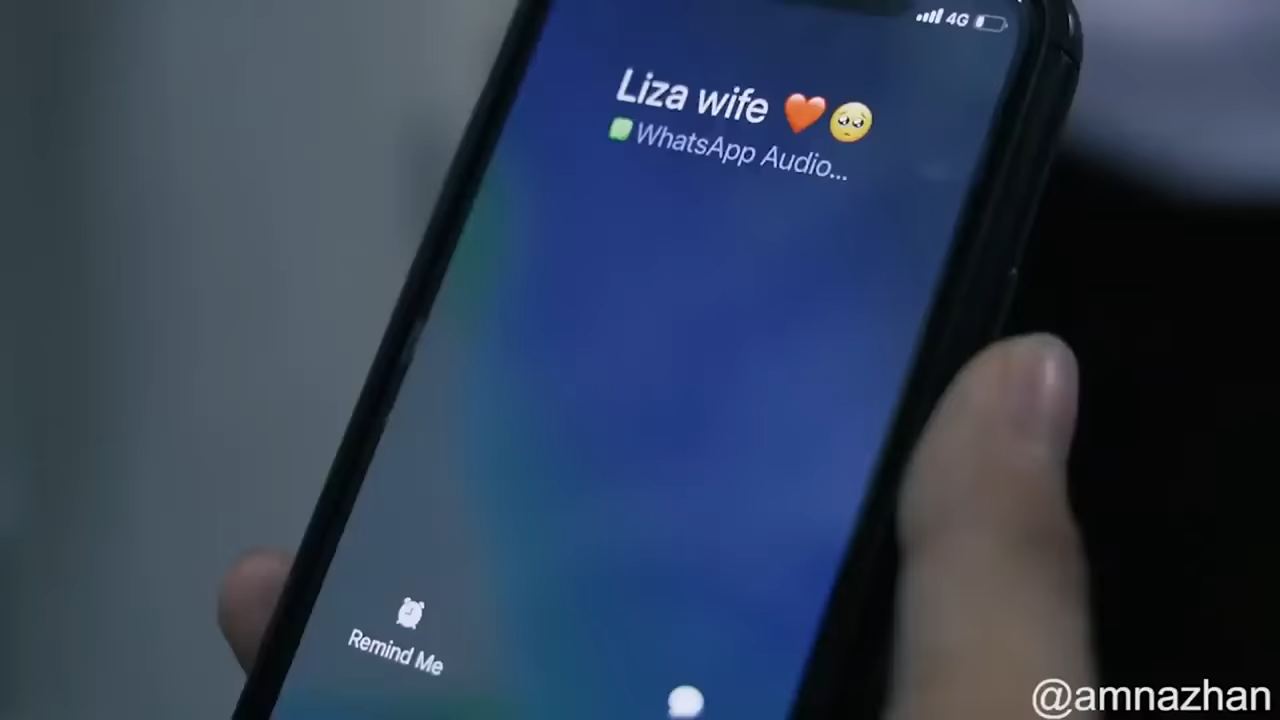 4G
Liza wife ❤️🥺
WhatsApp Audio...
Remind Me
@amnazhan